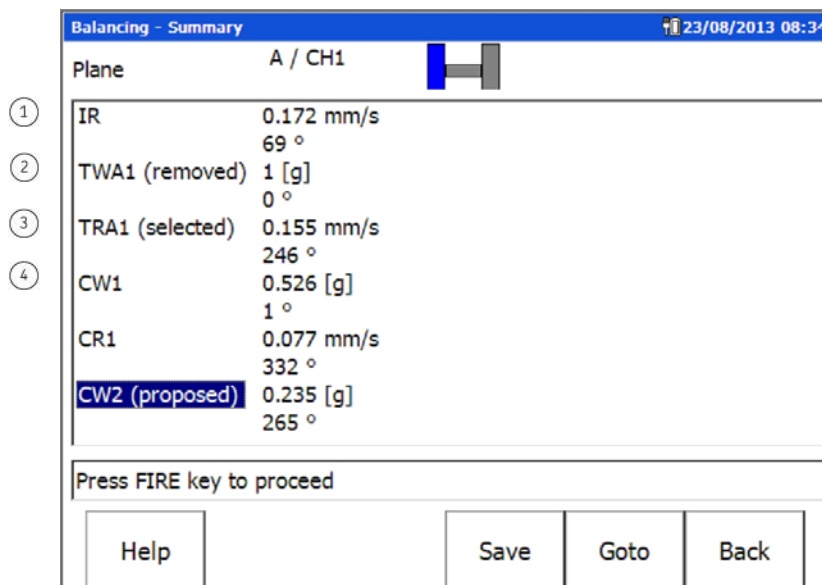 Balancing - Summary 23/08/2013 08:34
Plane A / CH1
1 IR 0.172 mm/s
69 °
2 TWA1 (removed) 1 [g]
0 °
3 TRA1 (selected) 0.155 mm/s
246 °
4 CW1 0.526 [g]
1 °
CR1 0.077 mm/s
332 °
CW2 (proposed) 0.235 [g]
265 °
Press FIRE key to proceed
Help Save Goto Back